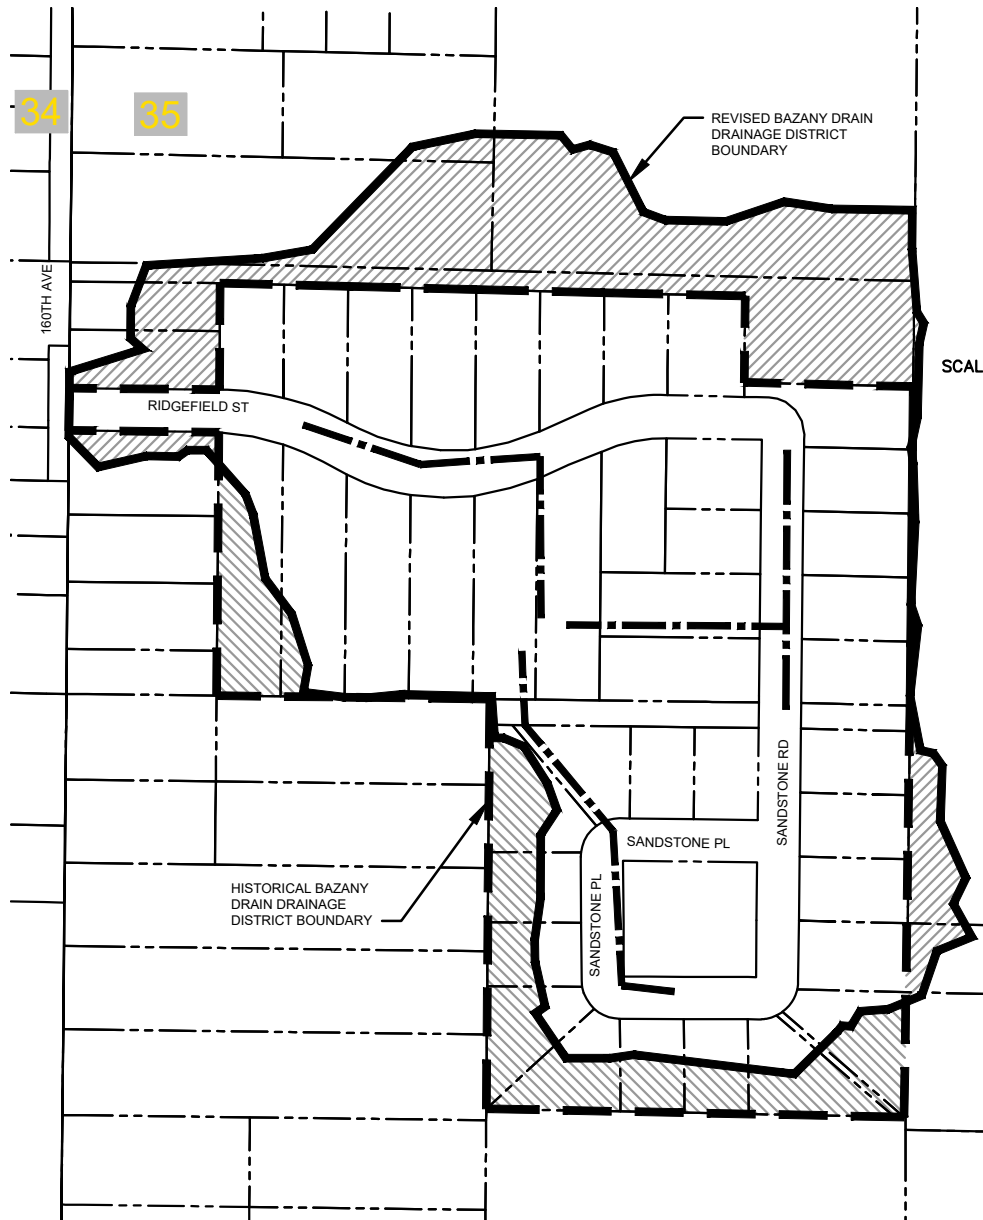 34
35
REVISED BAZANY DRAIN
DRAINAGE DISTRICT
BOUNDARY
160TH AVE
SCAL
RIDGEFIELD ST
SANDSTONE RD
SANDSTONE PL
SANDSTONE PL
HISTORICAL BAZANY
DRAIN DRAINAGE
DISTRICT BOUNDARY